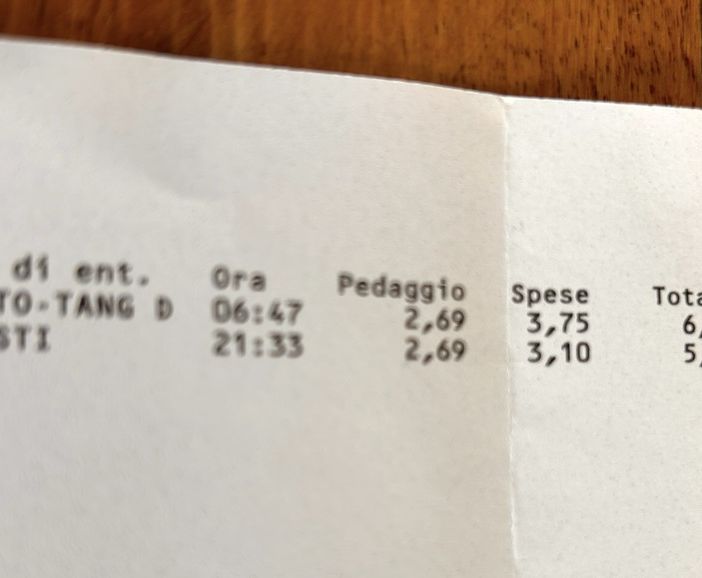 di ent. Ora Pedaggio Spese Tota
TO-TANG D 06:47 2,69 3,75 6,
STI 21:33 2,69 3,10 5,